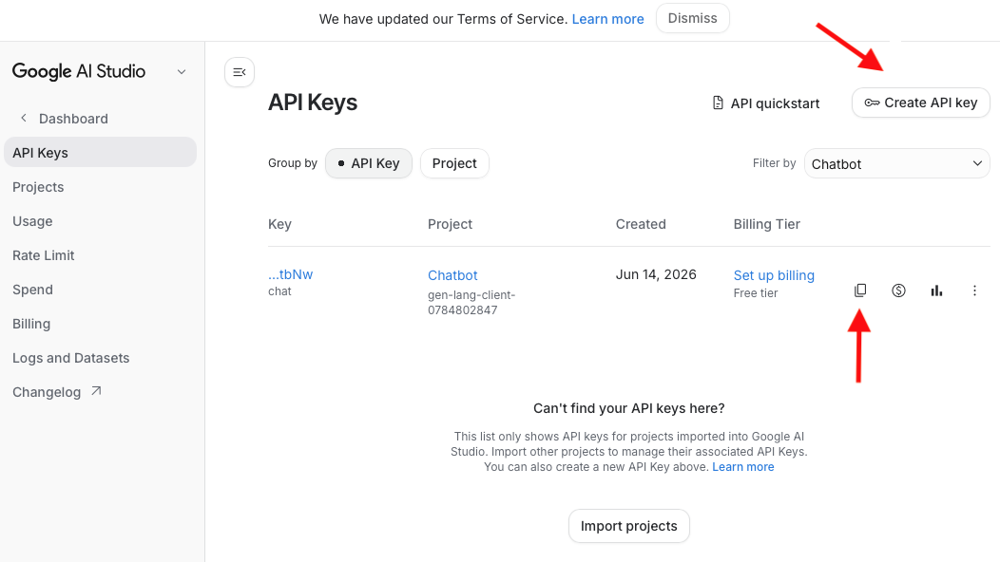 We have updated our Terms of Service. Learn more Dismiss
Google AI Studio
Dashboard
API Keys
Projects
Usage
Rate Limit
Spend
Billing
Logs and Datasets
Changelog
API Keys
API quickstart
Create API key
Group by API Key Project
Filter by Chatbot
Key Project Created Billing Tier
...tbNw Chatbot Jun 14, 2026 Set up billing
chat gen-lang-client- Free tier
0784802847
Can't find your API keys here?
This list only shows API keys for projects imported into Google AI
Studio. Import other projects to manage their associated API Keys.
You can also create a new API Key above. Learn more
Import projects